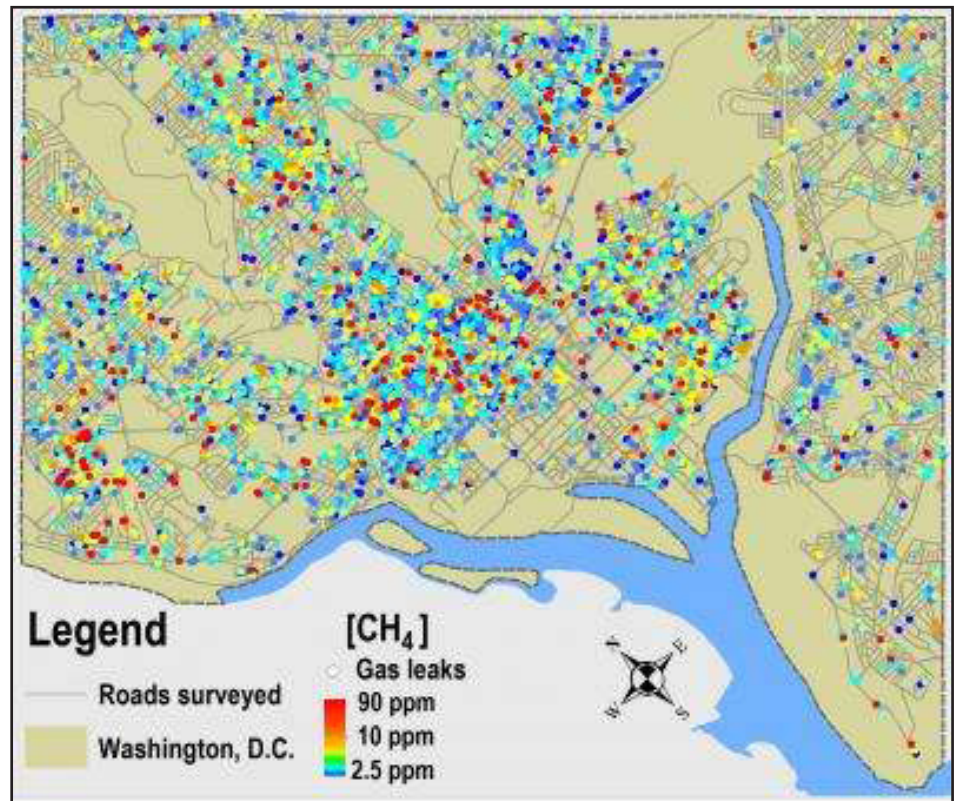 Legend
Roads surveyed
Washington, D.C.
[CH₄]
Gas leaks
90 ppm
10 ppm
2.5 ppm
N
E
W
S